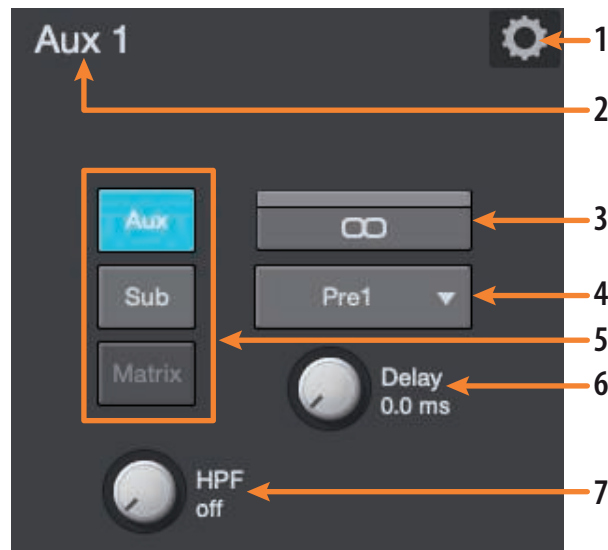 Aux 1
1
2
Aux
3
Sub
Pre1
4
5
Matrix
Delay
0.0 ms
6
HPF
off
7